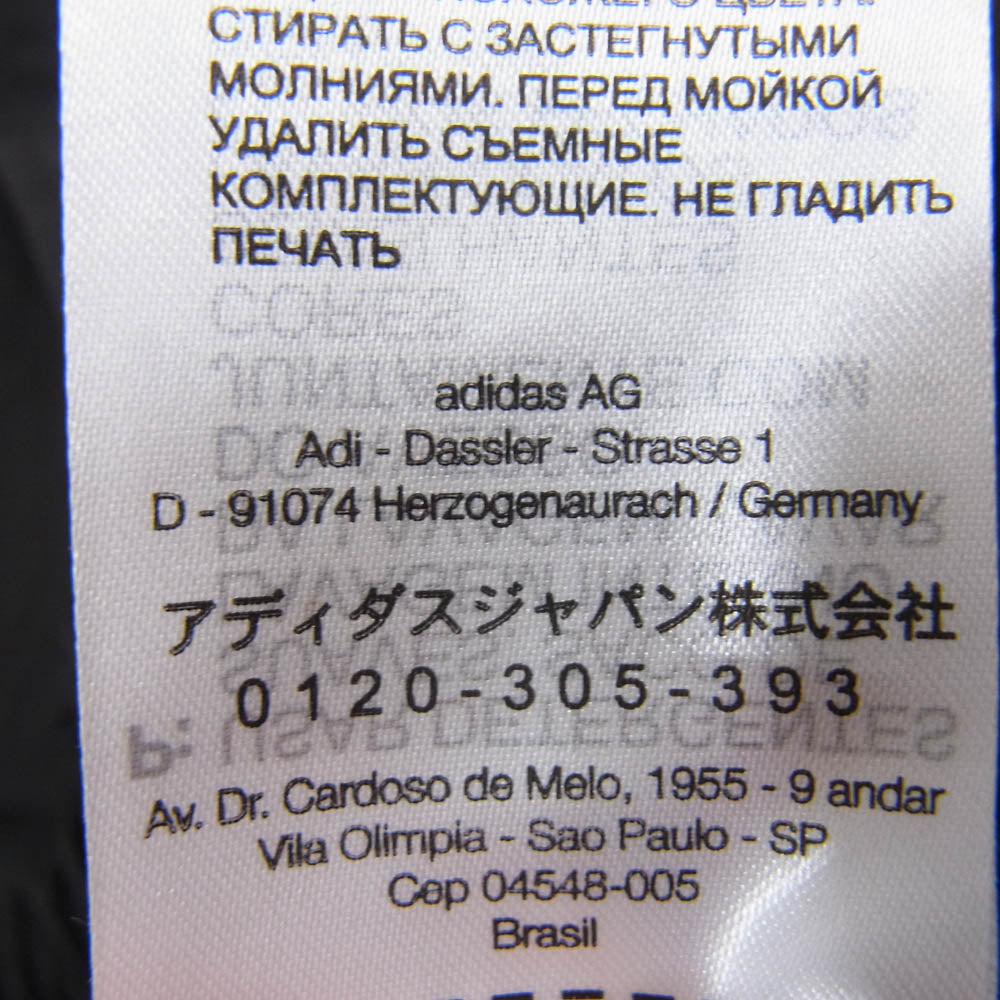 ПОХОЖЕГО ЦВЕТА.
СТИРАТЬ С ЗАСТЕГНУТЫМИ
МОЛНИЯМИ. ПЕРЕД МОЙКОЙ
УДАЛИТЬ СЪЕМНЫЕ
КОМПЛЕКТУЮЩИЕ. НЕ ГЛАДИТЬ
ПЕЧАТЬ
adidas AG
Adi - Dassler - Strasse 1
D - 91074 Herzogenaurach / Germany
アディダスジャパン株式会社
0120-305-393
Av. Dr. Cardoso de Melo, 1955 - 9 andar
Vila Olimpia - Sao Paulo - SP
Cep 04548-005
Brasil